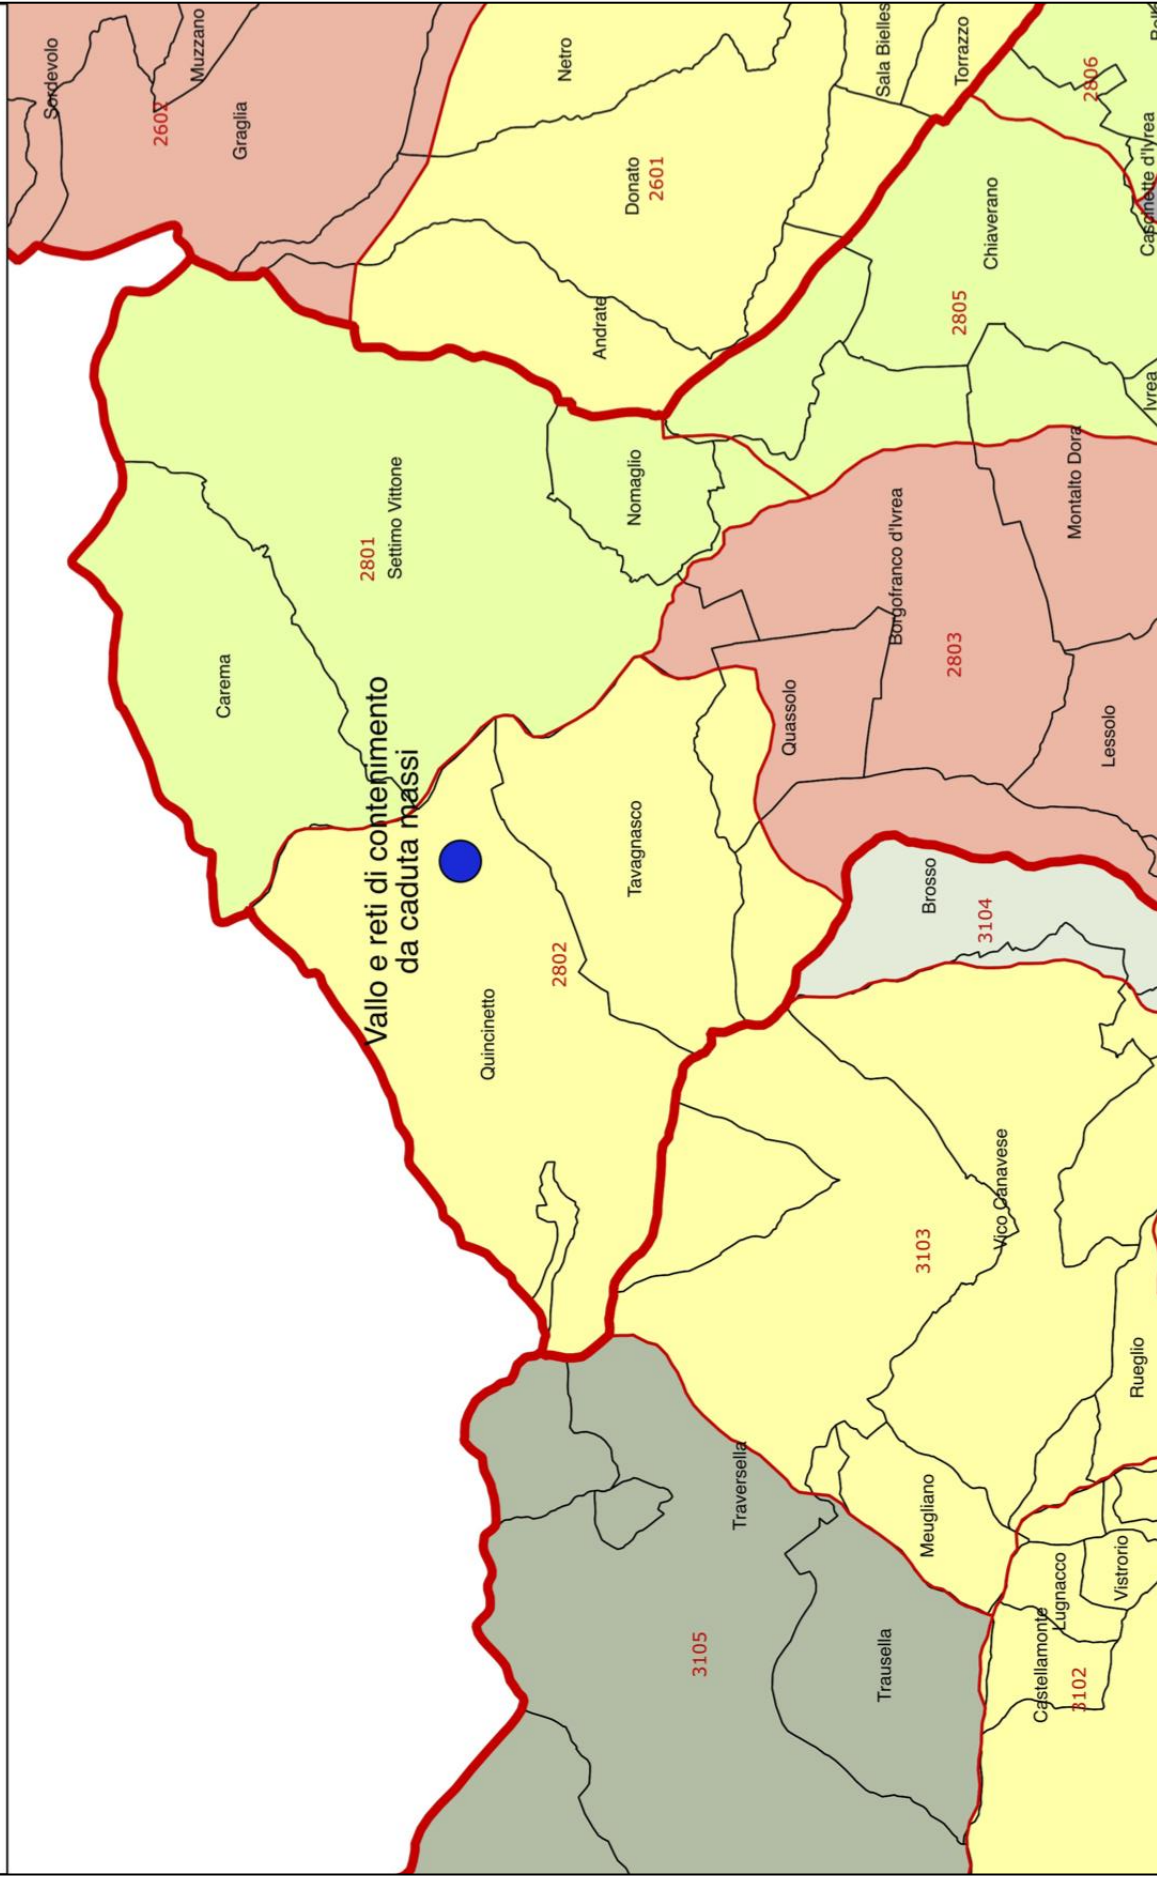 Sordevolo
2602
Muzzano
Carema
Graglia
2801
Vallo e reti di contenimento
da caduta massi
Settimo Vittone
Quincinetto
2802
Netro
Andrate
Donato
Nomaglio
Tavagnasco
2601
3105
Traversella
Quassolo
Sala Bielles
Trausella
Borgofranco d'Ivrea
3103
Meugliano
Brosso
2803
2805
Torrazzo
3104
Chiaverano
Vico Canavese
Castellamonte
Lugnacco
Montalto Dora
3102
2806
Lessolo
Vistrorio
Rueglio
Cascinette d'Ivrea
Ivrea